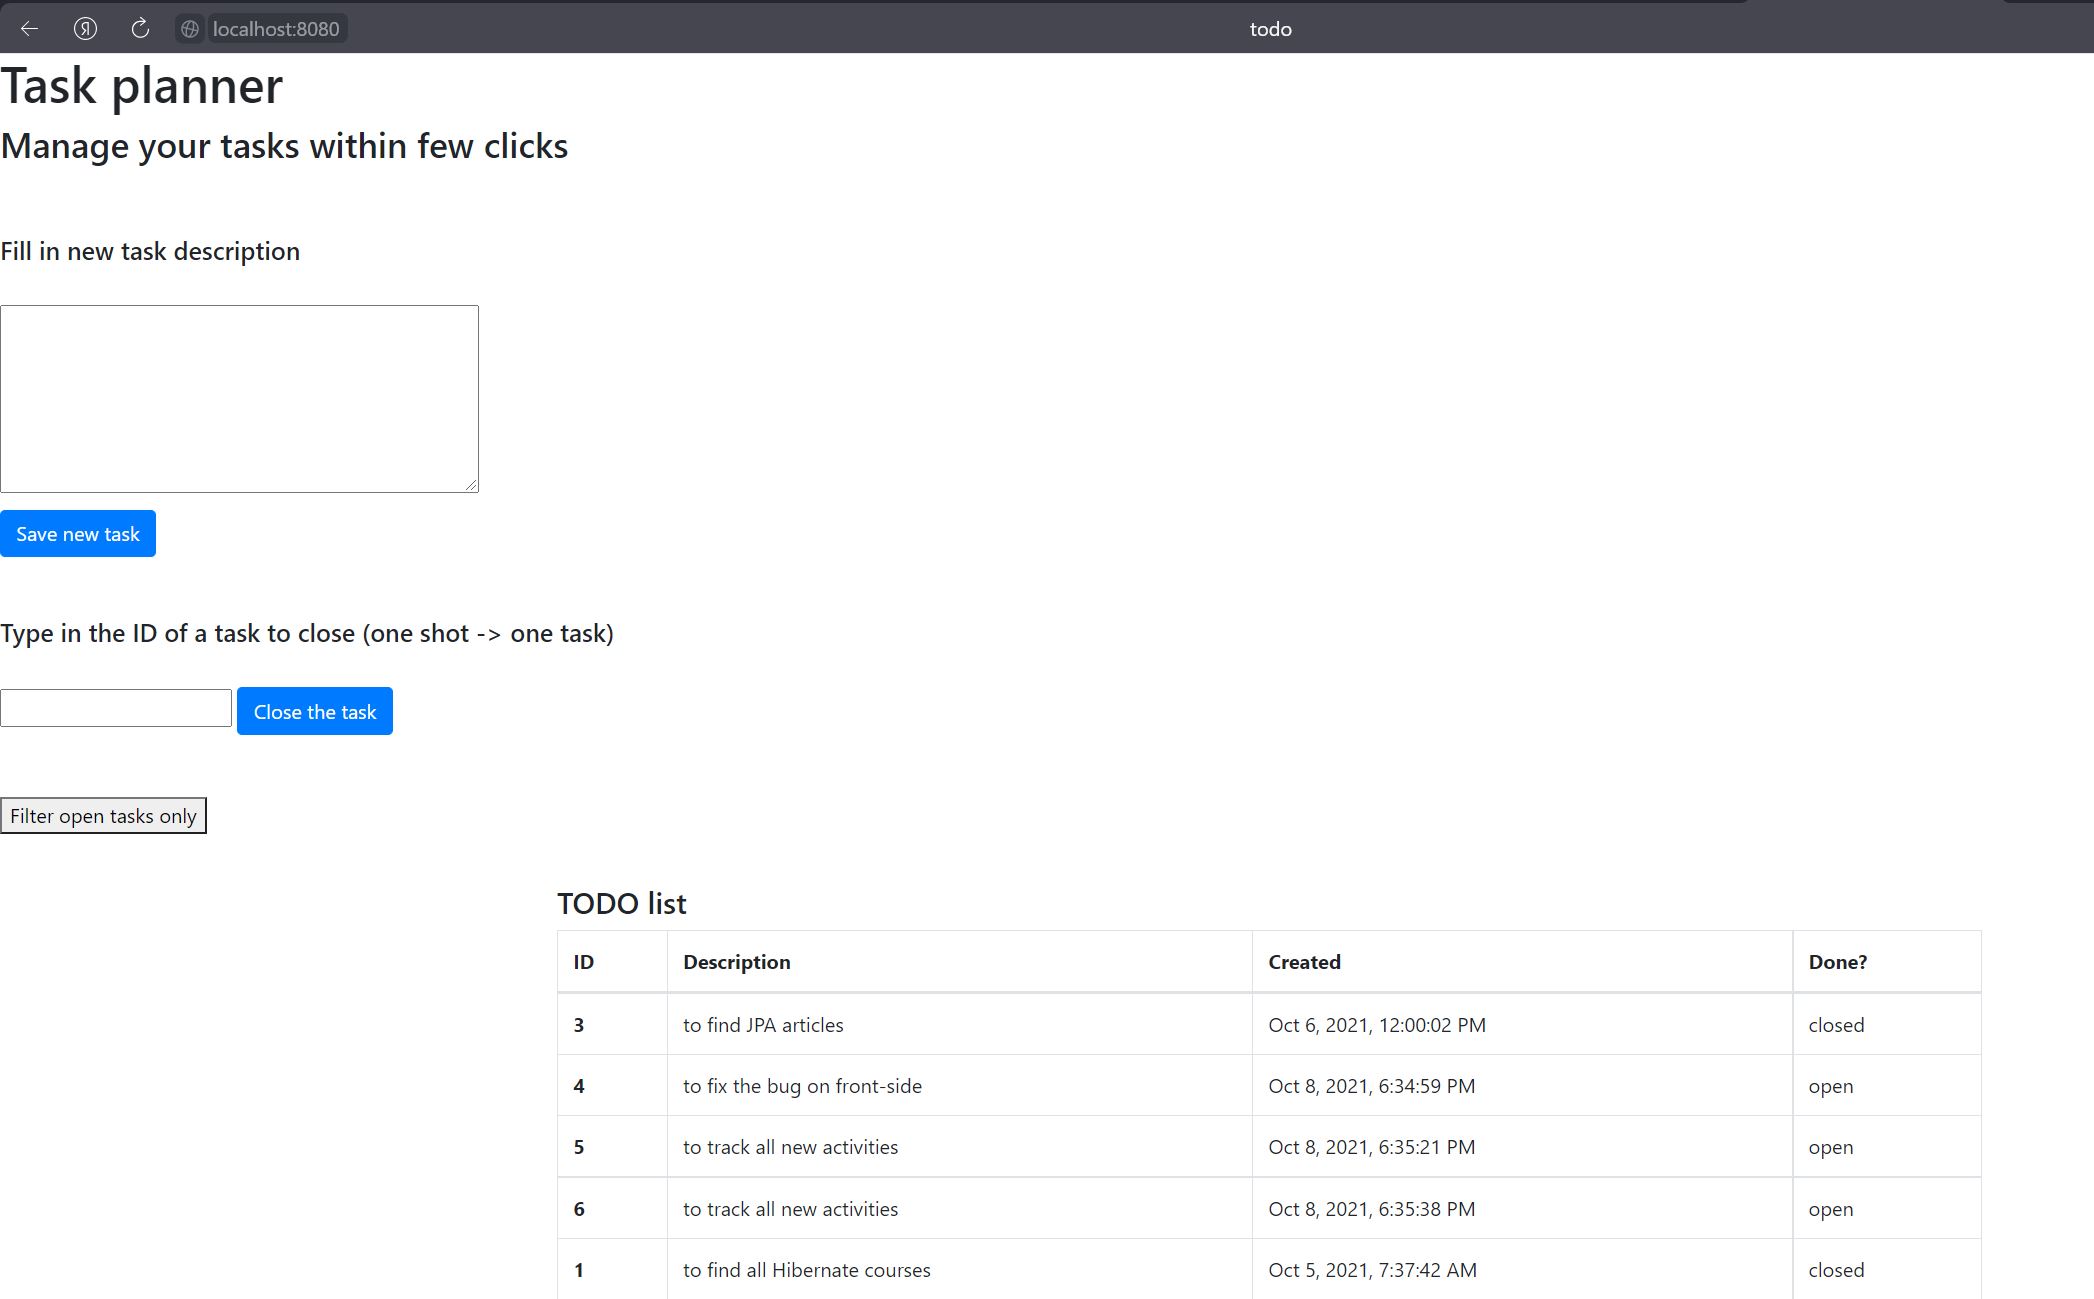 localhost:8080 todo
Task planner
Manage your tasks within few clicks
Fill in new task description
Save new task
Type in the ID of a task to close (one shot -> one task)
Close the task
Filter open tasks only
TODO list
ID Description Created Done?
3 to find JPA articles Oct 6, 2021, 12:00:02 PM closed
4 to fix the bug on front-side Oct 8, 2021, 6:34:59 PM open
5 to track all new activities Oct 8, 2021, 6:35:21 PM open
6 to track all new activities Oct 8, 2021, 6:35:38 PM open
1 to find all Hibernate courses Oct 5, 2021, 7:37:42 AM closed